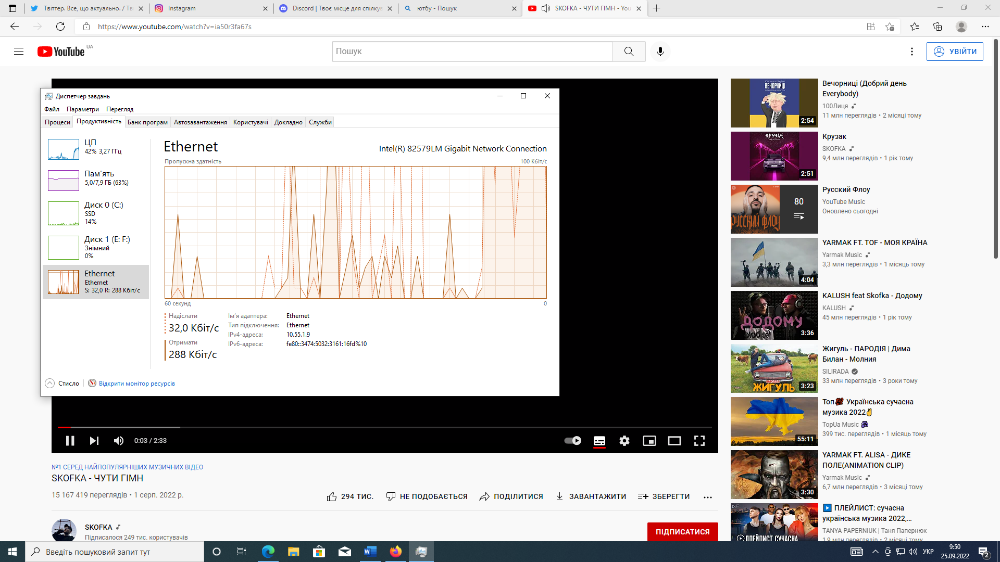 Твіттер. Все, що актуально. / Тві
Instagram
Discord | Твоє місце для спілкув
ютбу - Пошук
SKOFKA - ЧУТИ ГІМН - You
https://www.youtube.com/watch?v=ia50r3fa67s
YouTube UA
Пошук
УВІЙТИ
Диспетчер завдань
Файл Параметри Перегляд
Процеси Продуктивність Банк програм Автозавантаження Користувачі Докладно Служби
ЦП
42% 3,27 ГГц
Пам'ять
5,0/7,9 ГБ (63%)
Диск 0 (C:)
SSD
14%
Диск 1 (E: F:)
Знімний
0%
Ethernet
Ethernet
S: 32,0 R: 288 Кбіт/с
Ethernet
Intel(R) 82579LM Gigabit Network Connection
Пропускна здатність
100 Кбіт/с
60 секунд
0
Надіслати
32,0 Кбіт/с
Отримати
288 Кбіт/с
Ім'я адаптера: Ethernet
Тип підключення: Ethernet
IPv4-адреса: 10.55.1.9
IPv6-адреса: fe80::3474:5032:3161:16fd%10
Стисло
Відкрити монітор ресурсів
0:03 / 2:33
№1 СЕРЕД НАЙПОПУЛЯРНІШИХ МУЗИЧНИХ ВІДЕО
SKOFKA - ЧУТИ ГІМН
15 167 419 переглядів • 1 серп. 2022 р.
294 ТИС.
НЕ ПОДОБАЄТЬСЯ
ПОДІЛИТИСЯ
ЗАВАНТАЖИТИ
ЗБЕРЕГТИ
SKOFKA
Підписалося 249 тис. користувачів
ПІДПИСАТИСЯ
ВЕЧОРНИЦІ
2:54
Вечорниці (Добрий день
Everybody)
100Лиця
11 млн переглядів • 2 місяці тому
КРУЗАК
2:51
Крузак
SKOFKA
9,4 млн переглядів • 1 рік тому
РУССКИЙ ФЛОУ
80
Русский Флоу
YouTube Music
Оновлено сьогодні
4:04
YARMAK FT. TOF - МОЯ КРАЇНА
Yarmak Music
3,3 млн переглядів • 1 місяць тому
ДОДОМУ
3:36
KALUSH feat Skofka - Додому
KALUSH
45 млн переглядів • 1 рік тому
ПАРОДІЯ
ЖИГУЛЬ
3:23
Жигуль - ПАРОДІЯ | Дима
Билан - Молния
SILIRADA
33 млн переглядів • 3 роки тому
55:11
Топ💯 Українська сучасна
музика 2022✌
TopUa Music
399 тис. переглядів • 1 місяць тому
3:30
YARMAK FT. ALISA - ДИКЕ
ПОЛЕ(ANIMATION CLIP)
Yarmak Music
6,7 млн переглядів • 3 місяці тому
ПЛЕЙЛИСТ СУЧАСНА
▶ ПЛЕЙЛИСТ: сучасна
українська музика 2022,...
TANYA PAPERNIUK | Таня Папернюк
1,9 млн переглядів • 2 місяці тому
Введіть пошуковий запит тут
УКР
9:50
25.09.2022
2